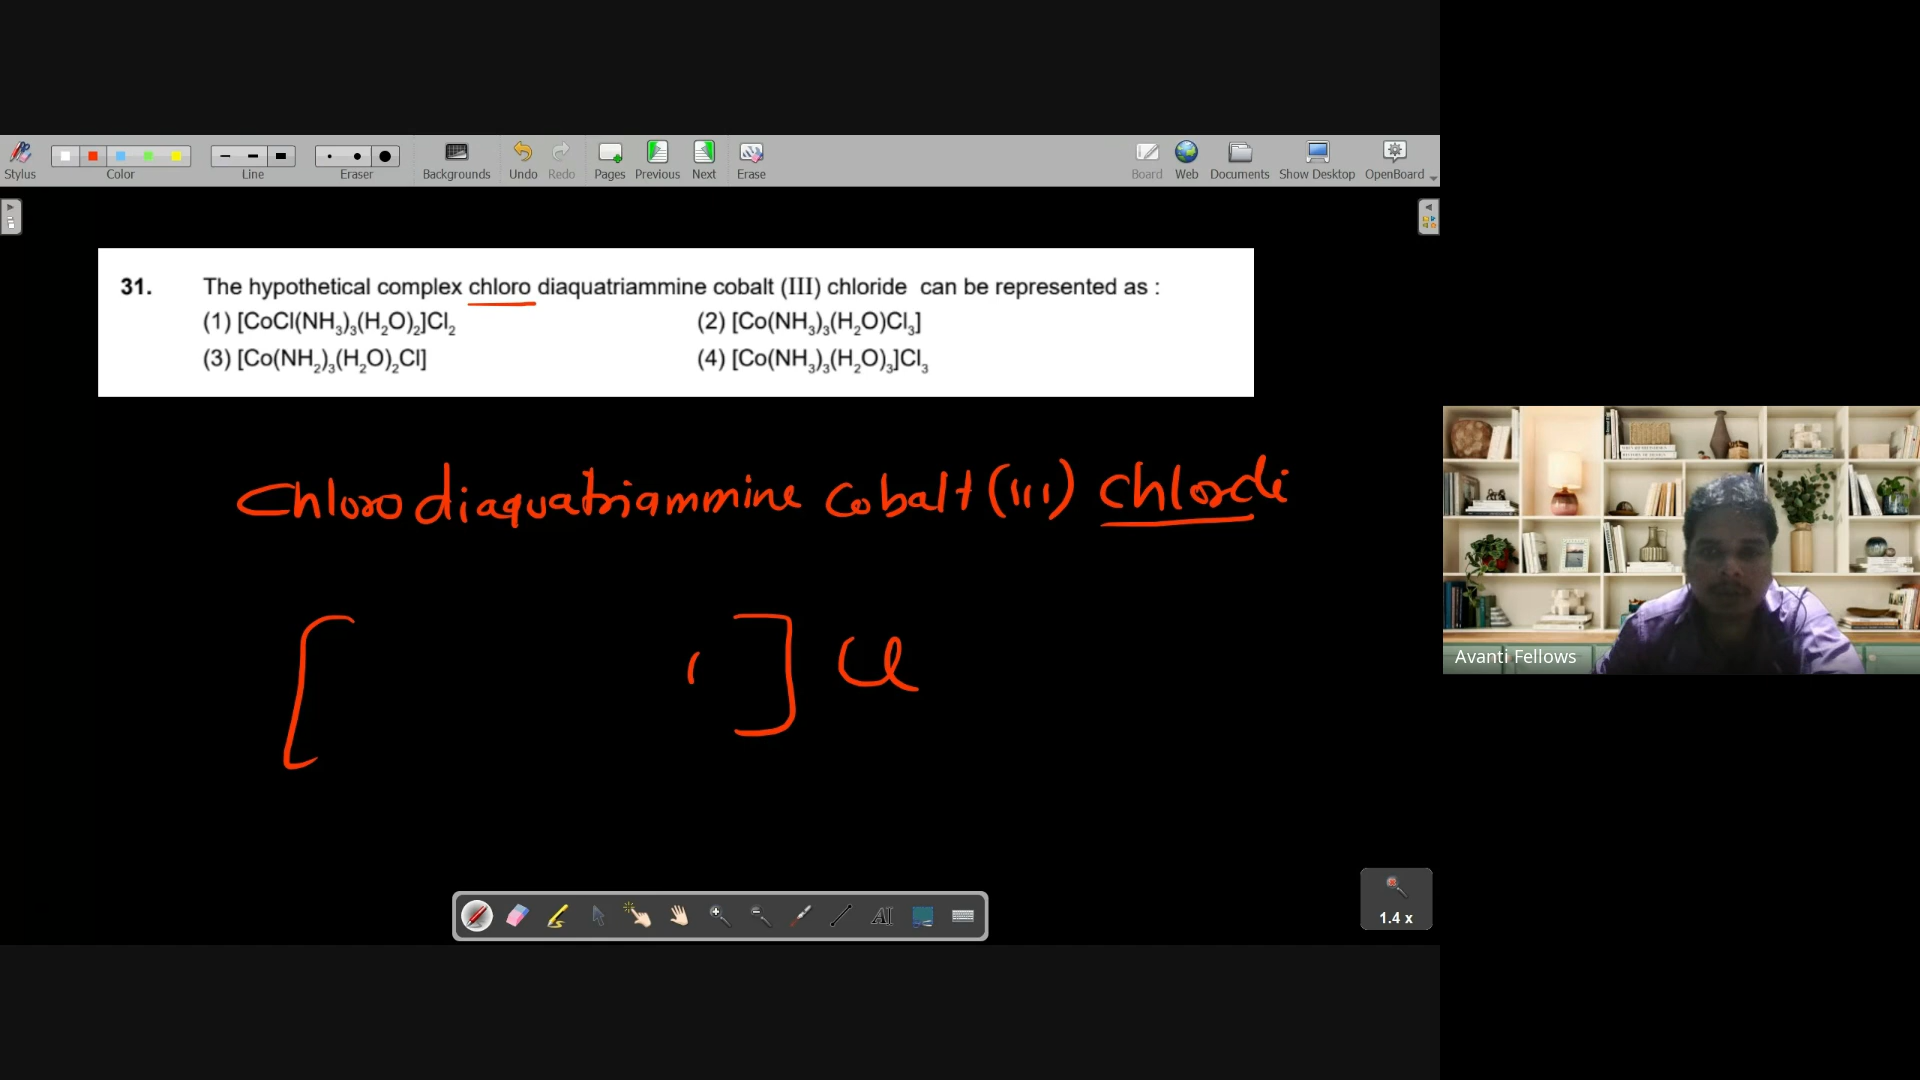 Stylus
Color
Line
Eraser
Backgrounds
Undo
Redo
Pages
Previous
Next
Erase
Board
Web
Documents
Show Desktop
OpenBoard
31. The hypothetical complex chloro diaquatriammine cobalt (III) chloride can be represented as :
(1) [CoCl(NH₃)₃(H₂O)₂]Cl₂ (2) [Co(NH₃)₃(H₂O)Cl₃]
(3) [Co(NH₂)₃(H₂O)₂Cl] (4) [Co(NH₃)₃(H₂O)₃]Cl₃
Chloro diaquatriammine Cobalt (III) Chlordi
[ ( ] Cl
Avanti Fellows
1.4 x